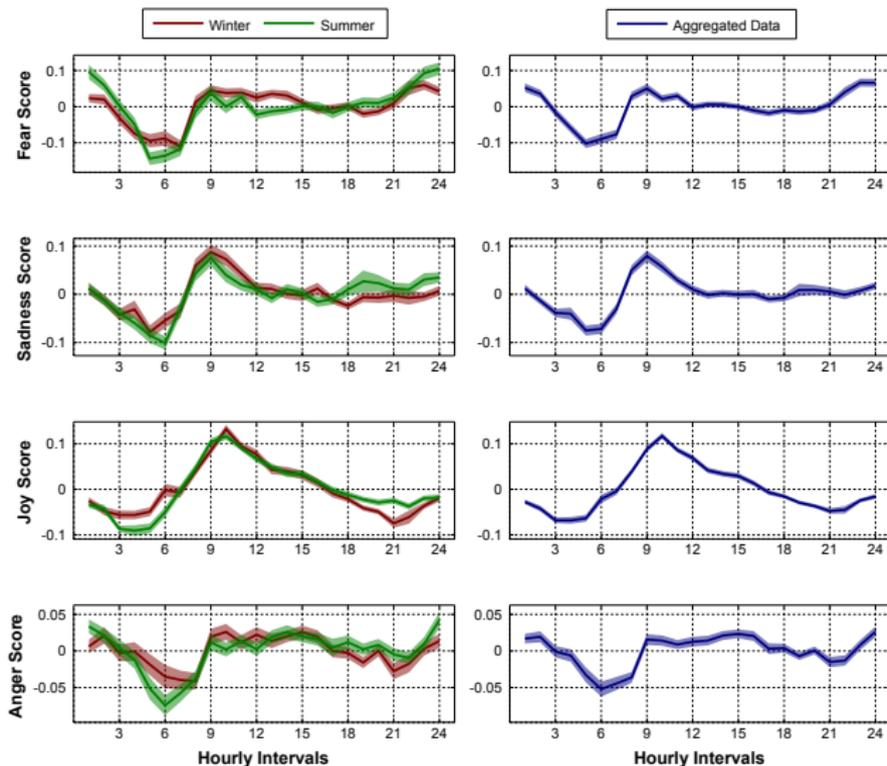 Winter Summer Aggregated Data
0.1 0.1
Fear Score
0 0
-0.1 -0.1
3 6 9 12 15 18 21 24 3 6 9 12 15 18 21 24
0.1 0.1
Sadness Score
0 0
-0.1 -0.1
3 6 9 12 15 18 21 24 3 6 9 12 15 18 21 24
0.1 0.1
Joy Score
0 0
-0.1 -0.1
3 6 9 12 15 18 21 24 3 6 9 12 15 18 21 24
0.05 0.05
Anger Score
0 0
-0.05 -0.05
3 6 9 12 15 18 21 24 3 6 9 12 15 18 21 24
Hourly Intervals Hourly Intervals